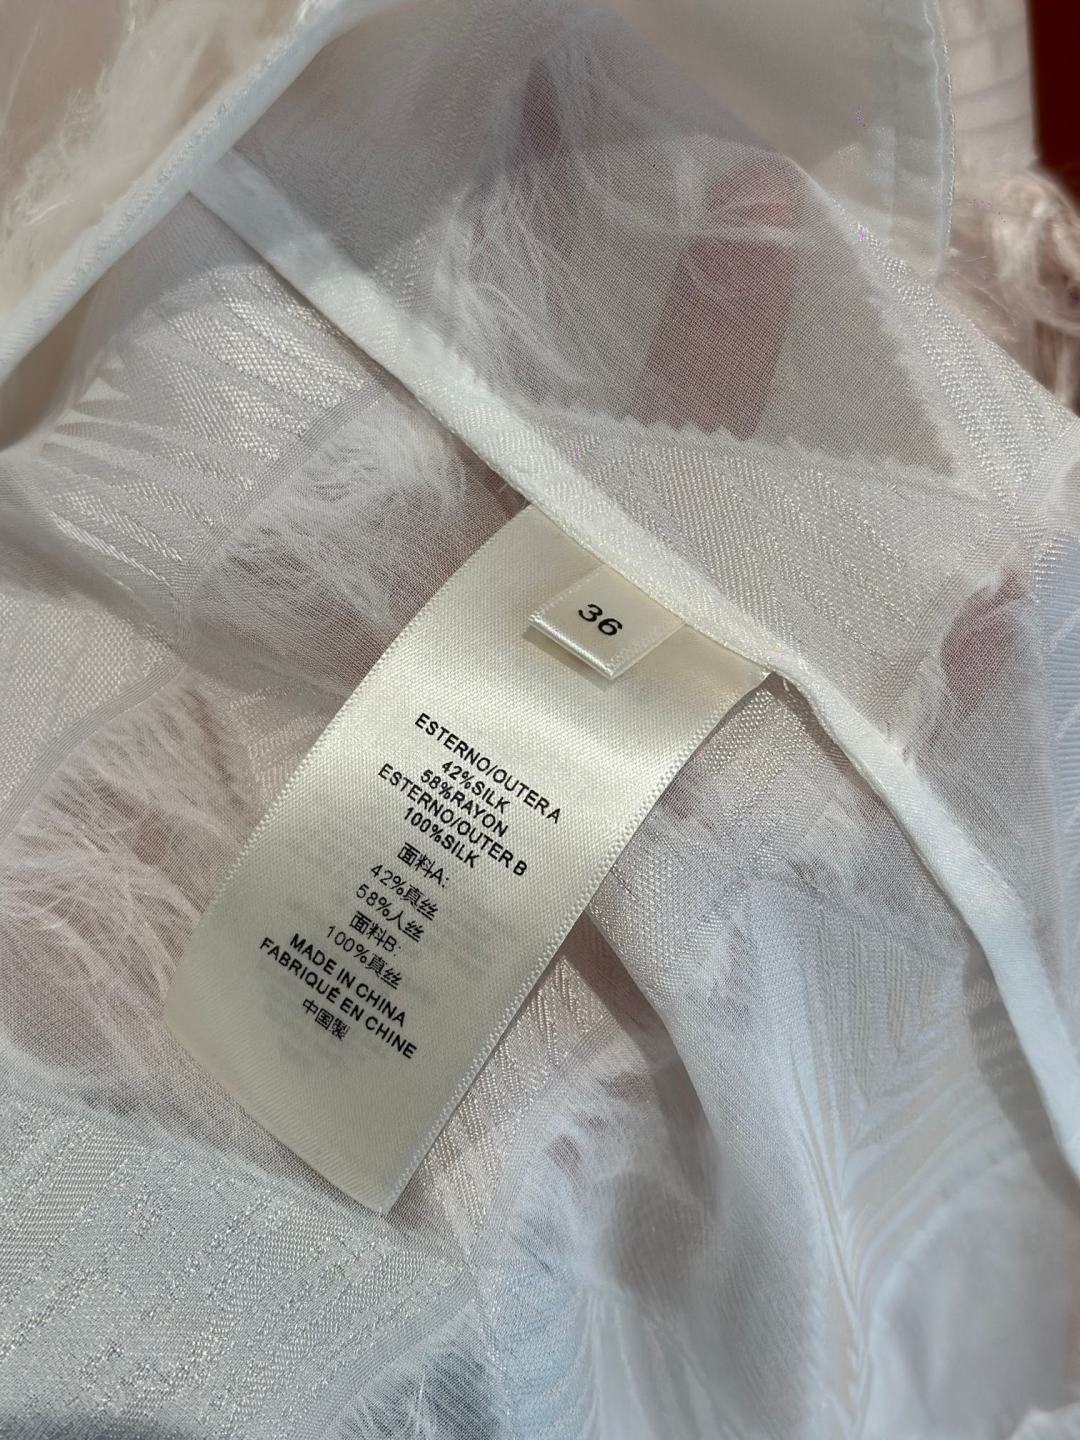 36
ESTERNO/OUTER A
42%SILK
58%RAYON
ESTERNO/OUTER B
100%SILK
面料A:
42%真丝
58%人丝
面料B:
100%真丝
MADE IN CHINA
FABRIQUÉ EN CHINE
中国製